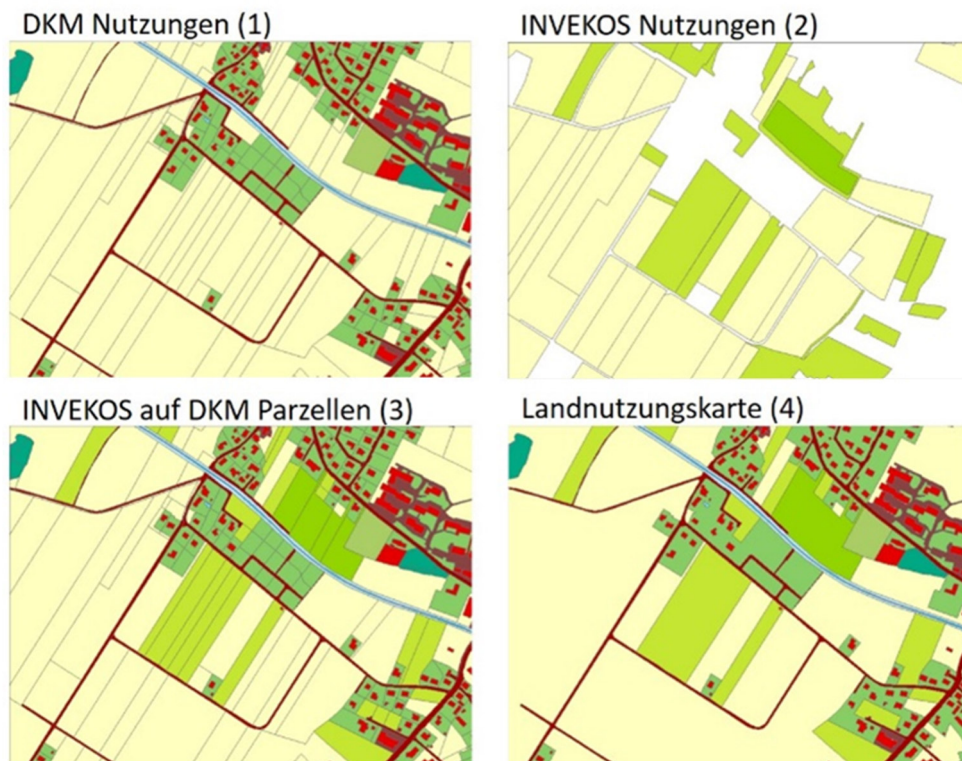 DKM Nutzungen (1)
INVEKOS Nutzungen (2)
INVEKOS auf DKM Parzellen (3)
Landnutzungskarte (4)